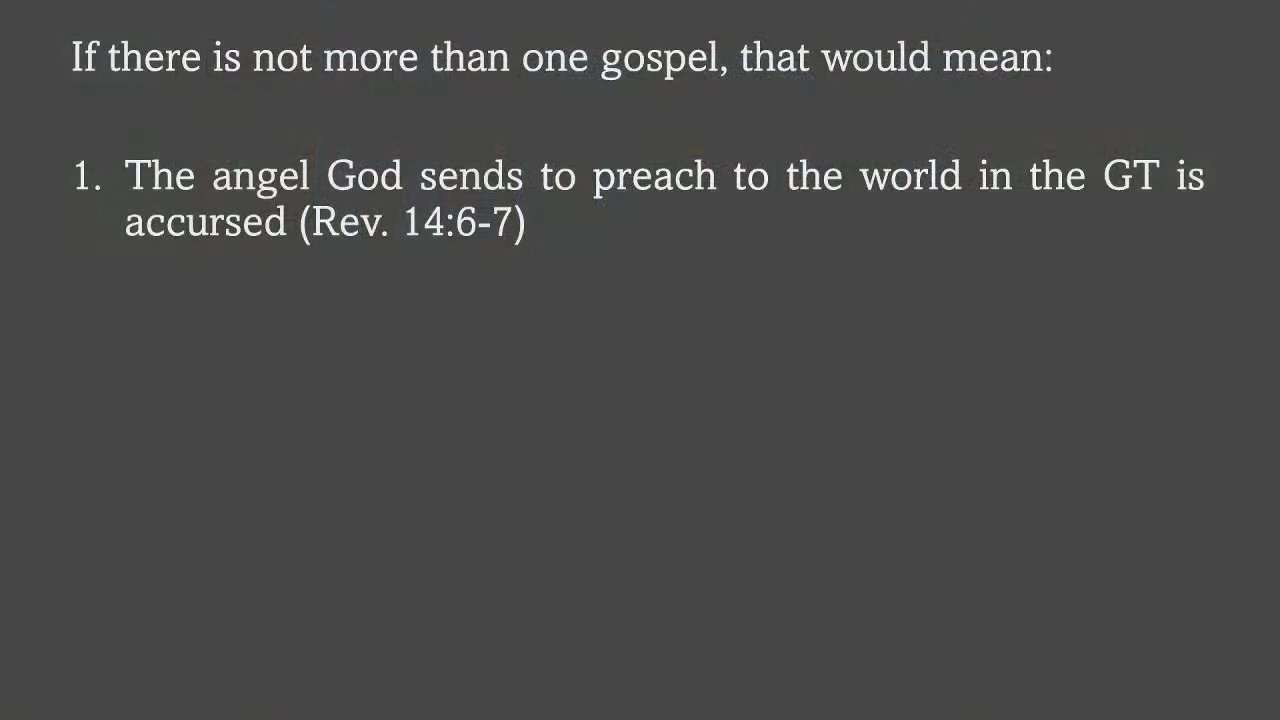 If there is not more than one gospel, that would mean:
1. The angel God sends to preach to the world in the GT is
accursed (Rev. 14:6-7)